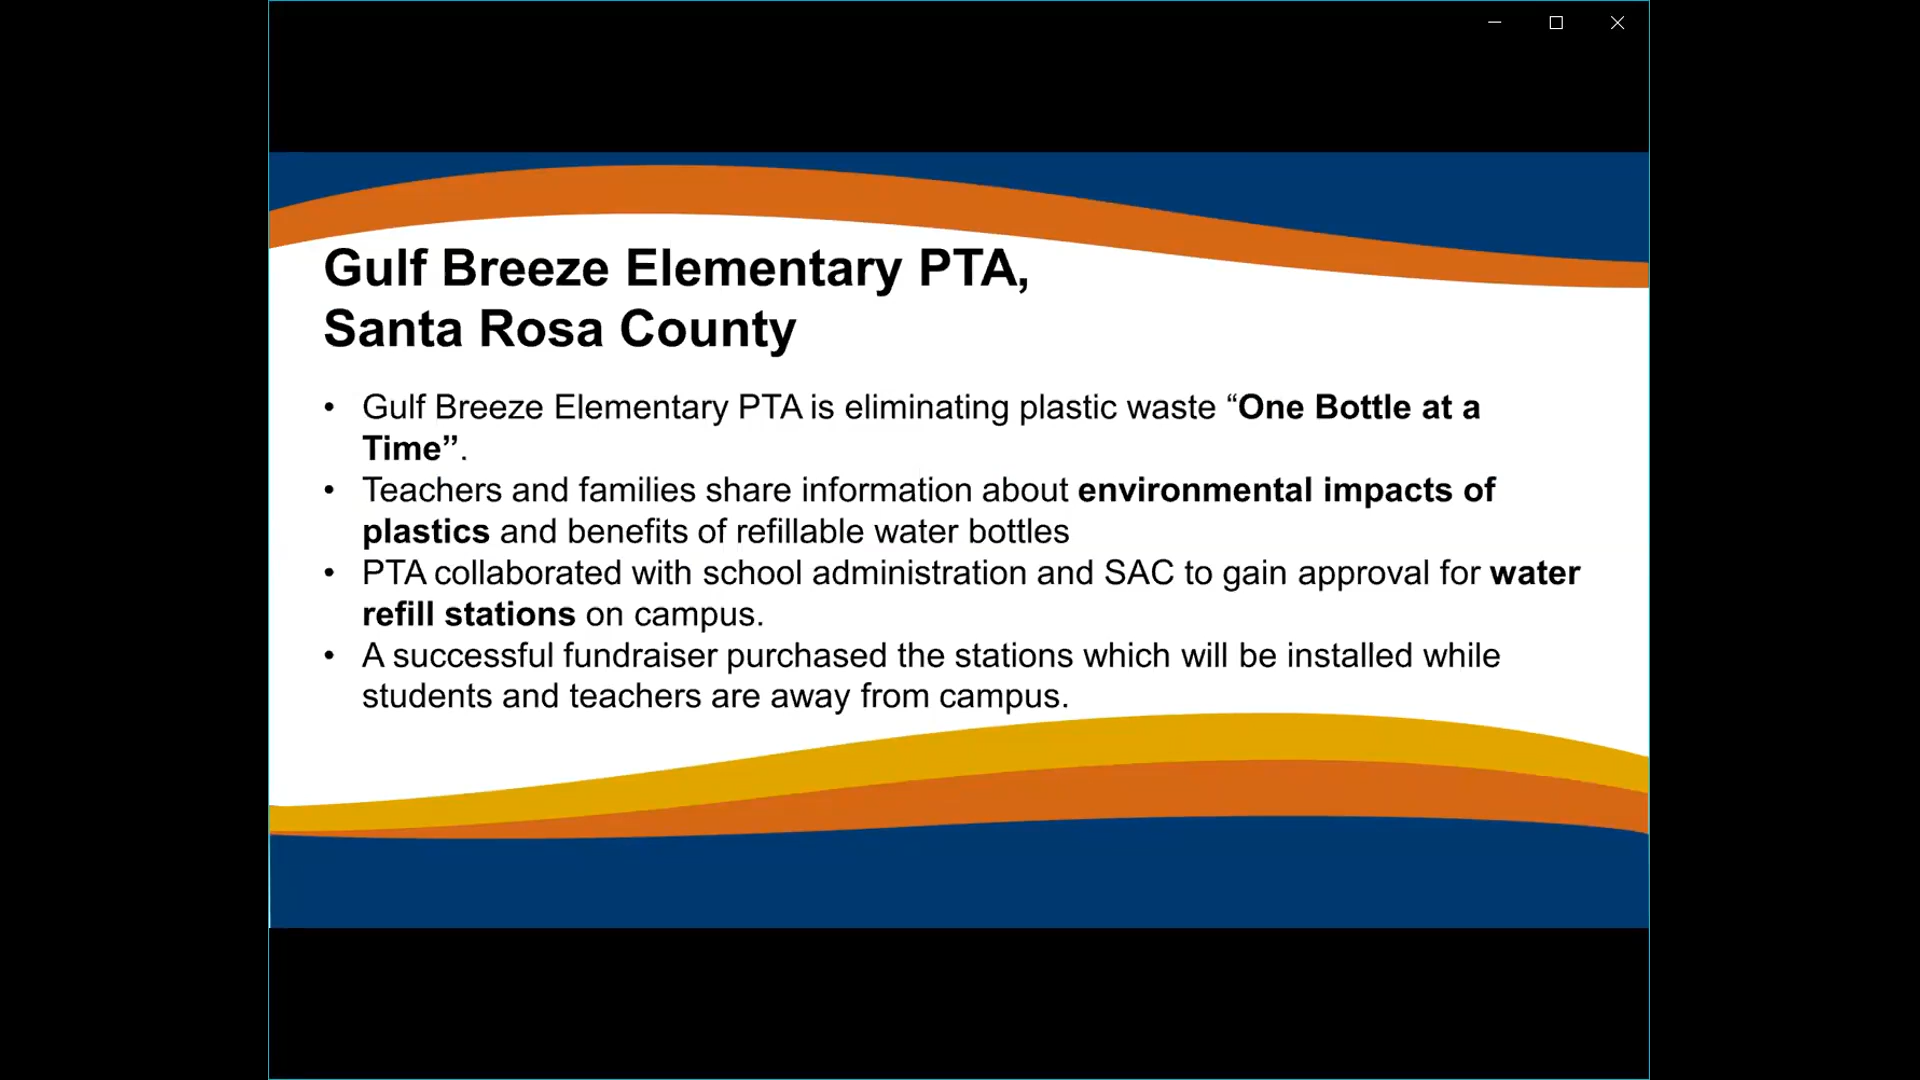 Gulf Breeze Elementary PTA,
Santa Rosa County
• Gulf Breeze Elementary PTA is eliminating plastic waste “One Bottle at a
Time”.
• Teachers and families share information about environmental impacts of
plastics and benefits of refillable water bottles
• PTA collaborated with school administration and SAC to gain approval for water
refill stations on campus.
• A successful fundraiser purchased the stations which will be installed while
students and teachers are away from campus.